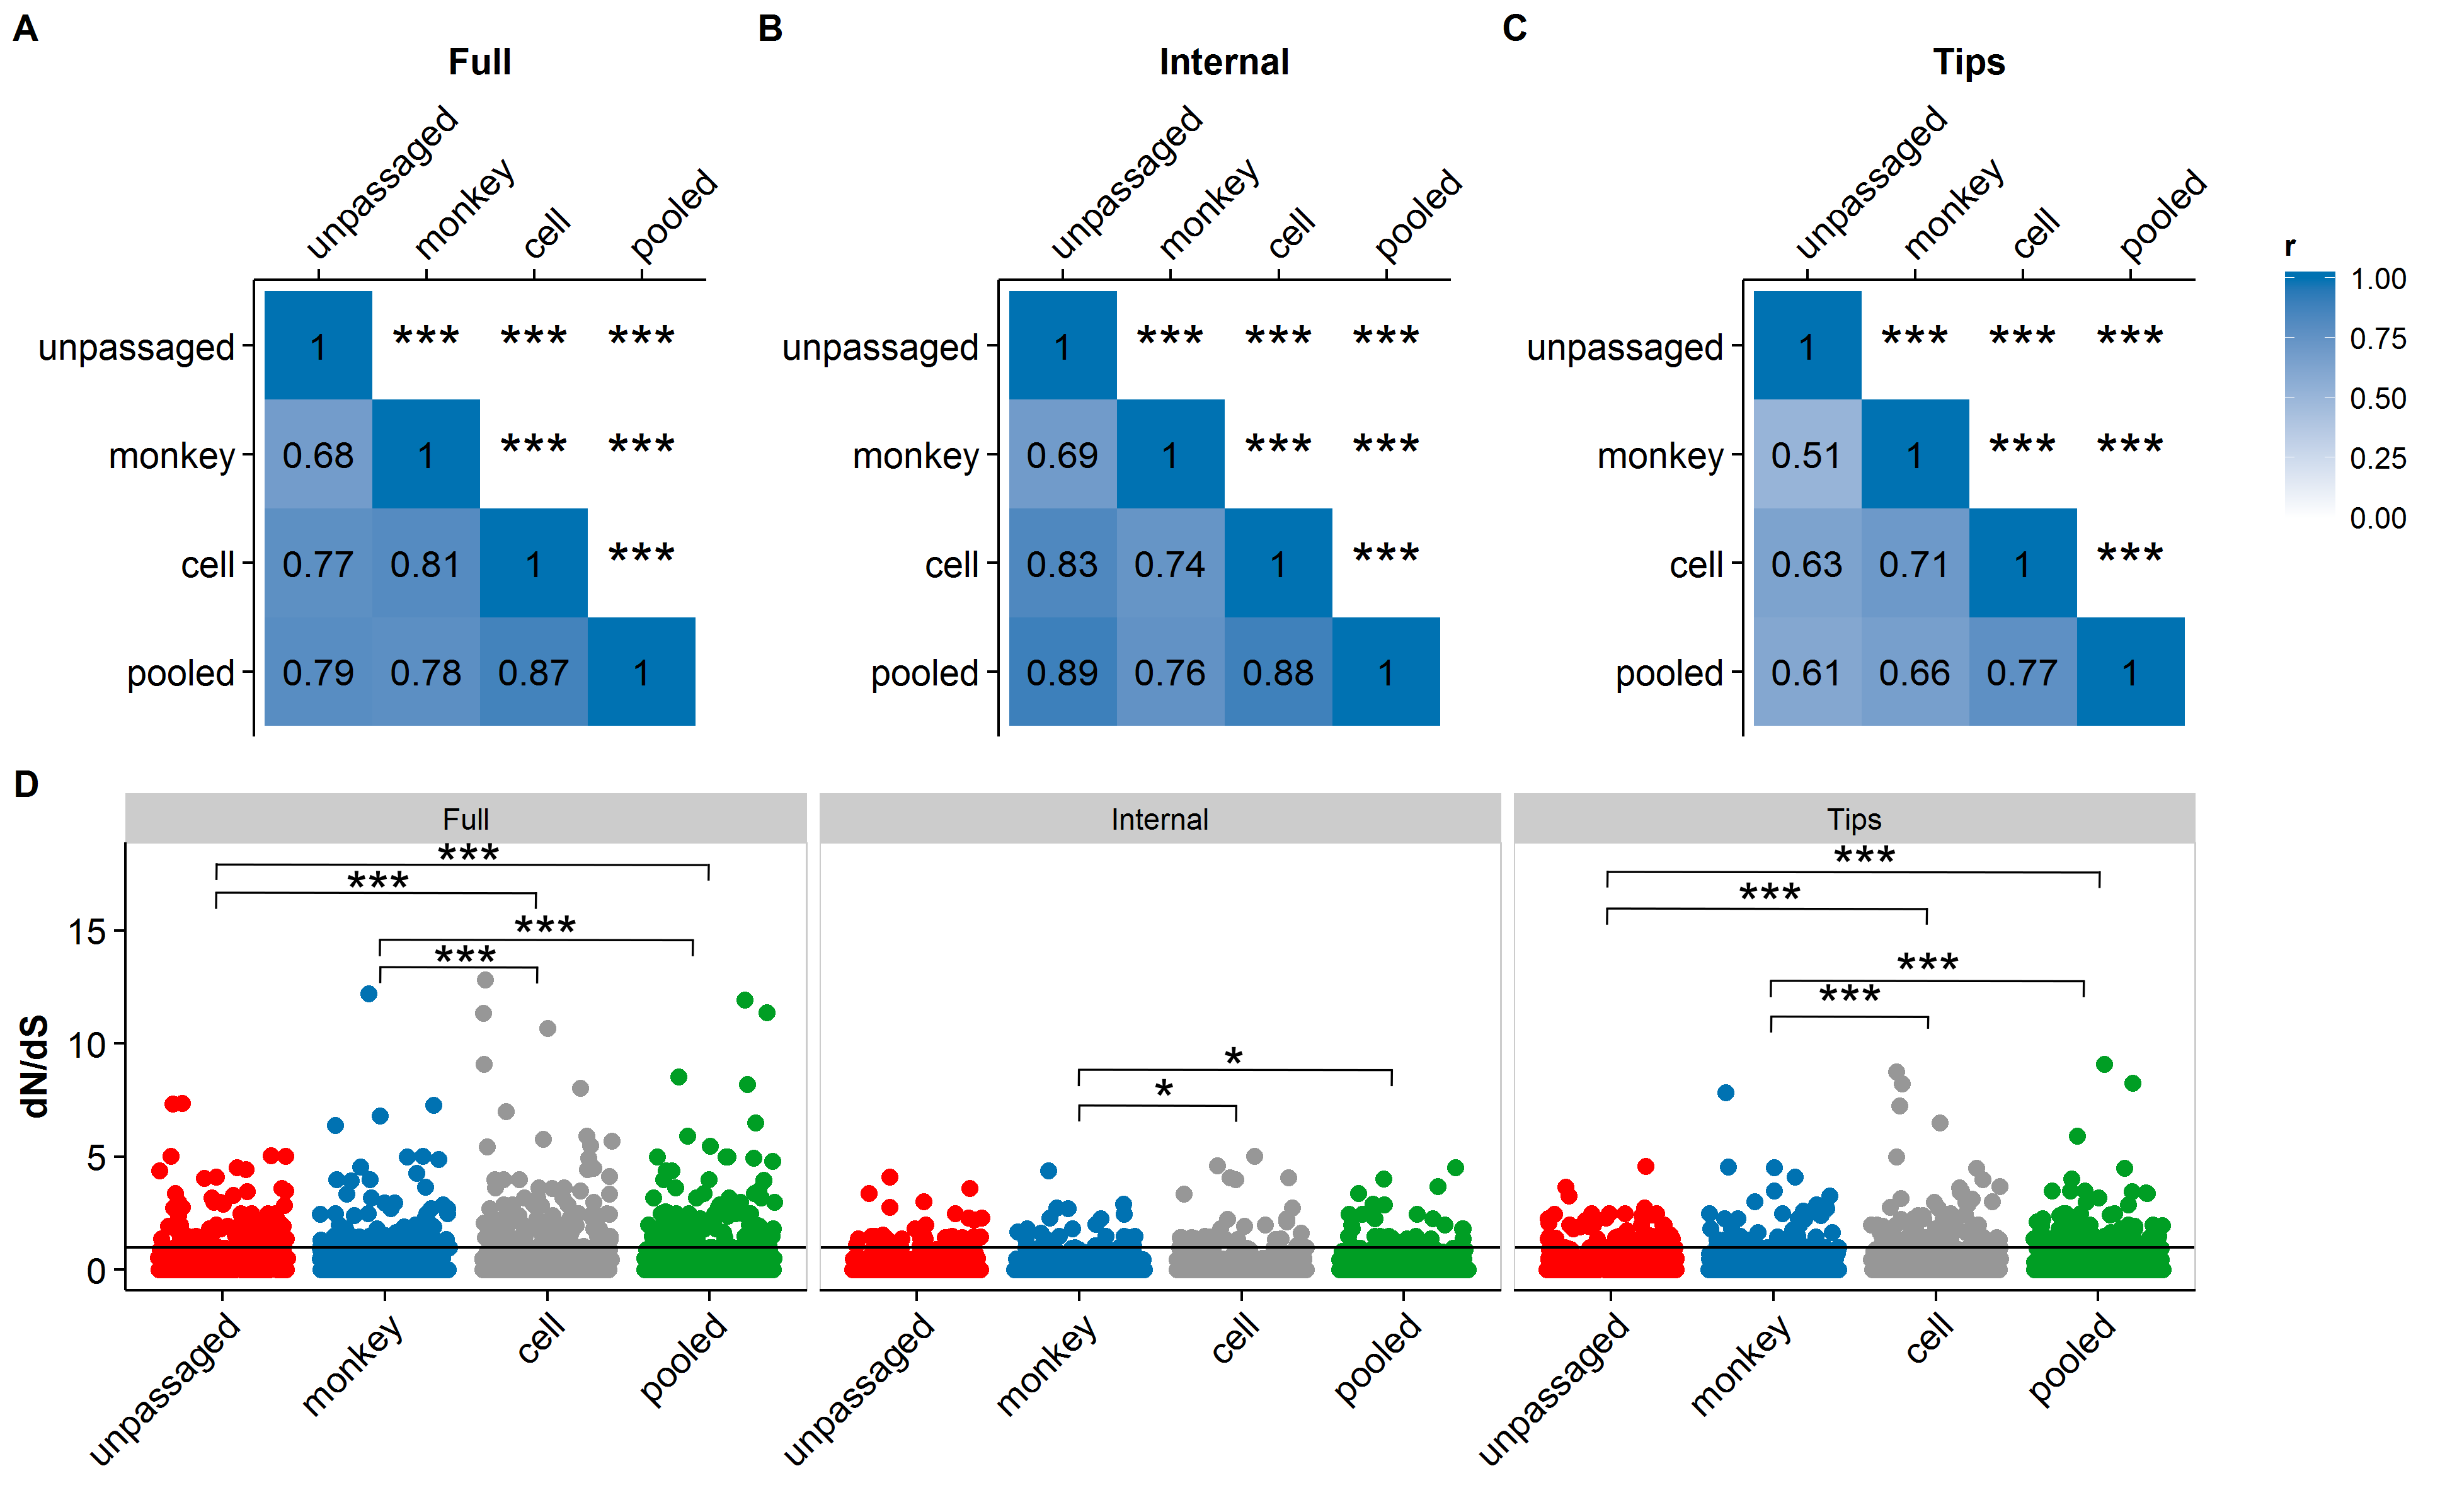 A
B
C
Full
Internal
Tips
unpassaged monkey cell pooled
unpassaged monkey cell pooled
unpassaged monkey cell pooled
unpassaged 1 *** *** ***
monkey 0.68 1 *** ***
cell 0.77 0.81 1 ***
pooled 0.79 0.78 0.87 1
unpassaged 1 *** *** ***
monkey 0.69 1 *** ***
cell 0.83 0.74 1 ***
pooled 0.89 0.76 0.88 1
unpassaged 1 *** *** ***
monkey 0.51 1 *** ***
cell 0.63 0.71 1 ***
pooled 0.61 0.66 0.77 1
r
1.00
0.75
0.50
0.25
0.00
D
Full
Internal
Tips
dN/dS
15
10
5
0
***
***
***
***
*
*
***
***
***
***
unpassaged monkey cell pooled
unpassaged monkey cell pooled
unpassaged monkey cell pooled